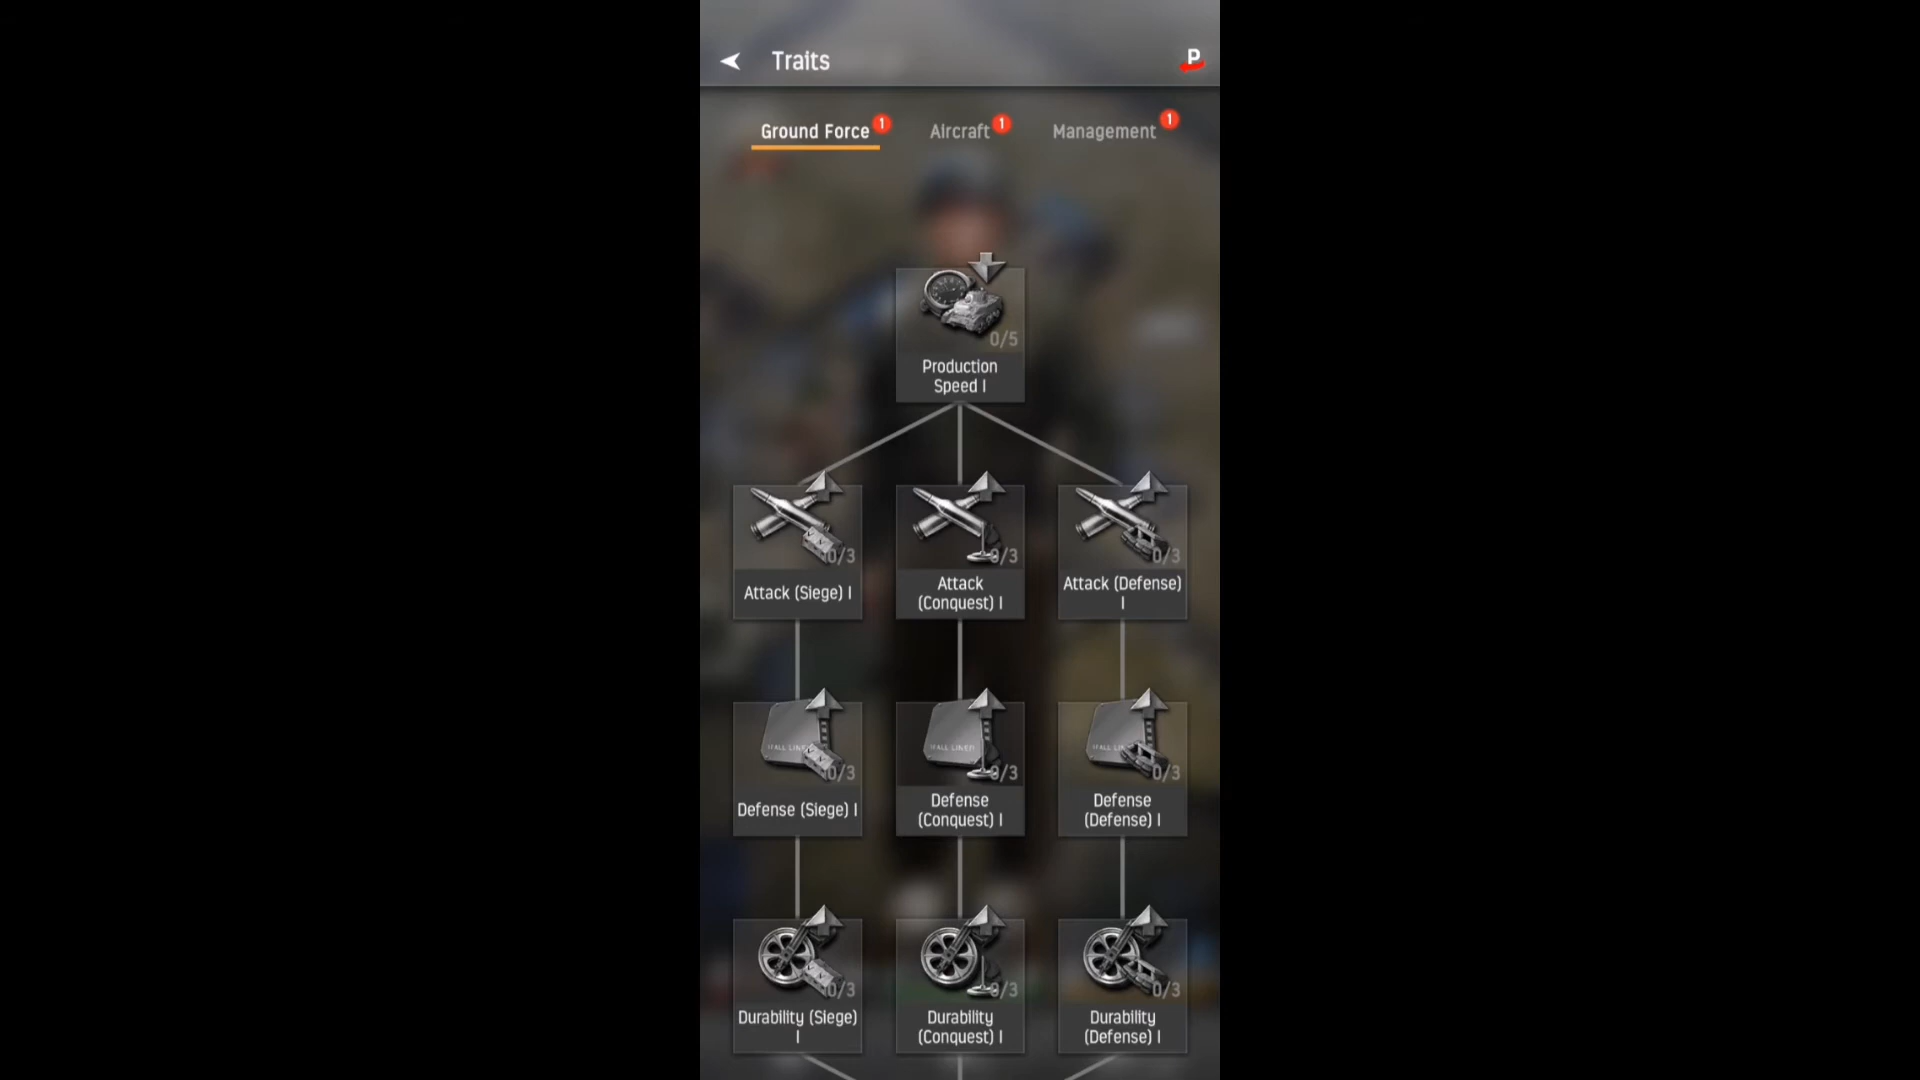 Traits
P
Ground Force 1
Aircraft 1
Management 1
0/5
Production
Speed I
0/3
0/3
0/3
Attack (Siege) I
Attack
(Conquest) I
Attack (Defense)
I
0/3
0/3
0/3
Defense (Siege) I
Defense
(Conquest) I
Defense
(Defense) I
0/3
0/3
0/3
Durability (Siege)
I
Durability
(Conquest) I
Durability
(Defense) I